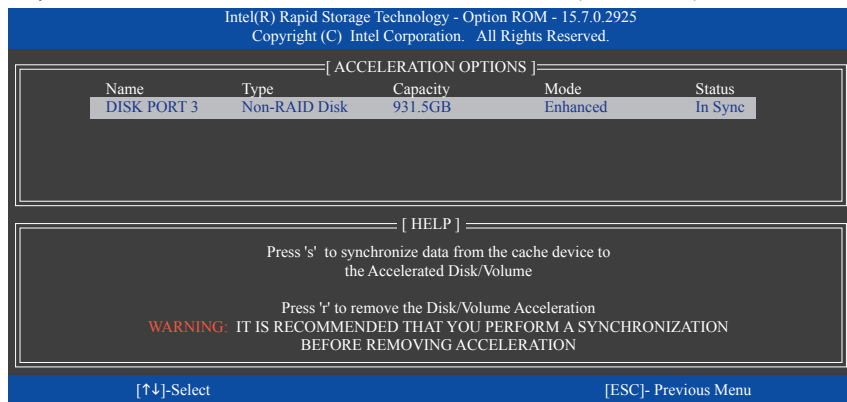 Intel(R) Rapid Storage Technology - Option ROM - 15.7.0.2925
Copyright (C) Intel Corporation. All Rights Reserved.
[ ACCELERATION OPTIONS ]
Name Type Capacity Mode Status
DISK PORT 3 Non-RAID Disk 931.5GB Enhanced In Sync
[ HELP ]
Press 's' to synchronize data from the cache device to
the Accelerated Disk/Volume
Press 'r' to remove the Disk/Volume Acceleration
WARNING: IT IS RECOMMENDED THAT YOU PERFORM A SYNCHRONIZATION
BEFORE REMOVING ACCELERATION
[↑↓]-Select [ESC]- Previous Menu